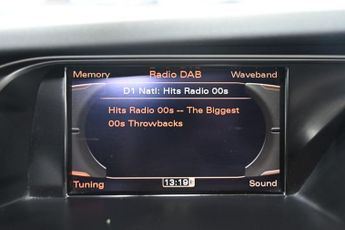 Memory Radio DAB Waveband
D1 Natl: Hits Radio 00s
Hits Radio 00s -- The Biggest
00s Throwbacks
Tuning 13:19 Sound